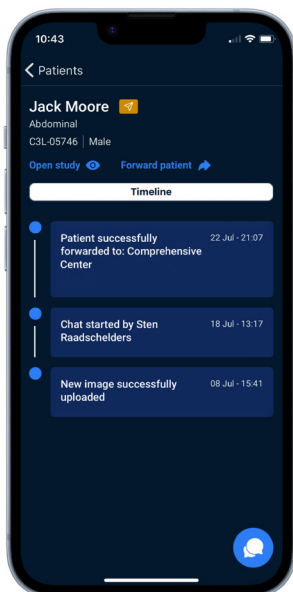 10:43
Patients
Jack Moore
Abdominal
C3L-05746 | Male
Open study
Forward patient
Timeline
Patient successfully 22 Jul - 21:07
forwarded to: Comprehensive
Center
Chat started by Sten 18 Jul - 13:17
Raadschelders
New image successfully 08 Jul - 15:41
uploaded